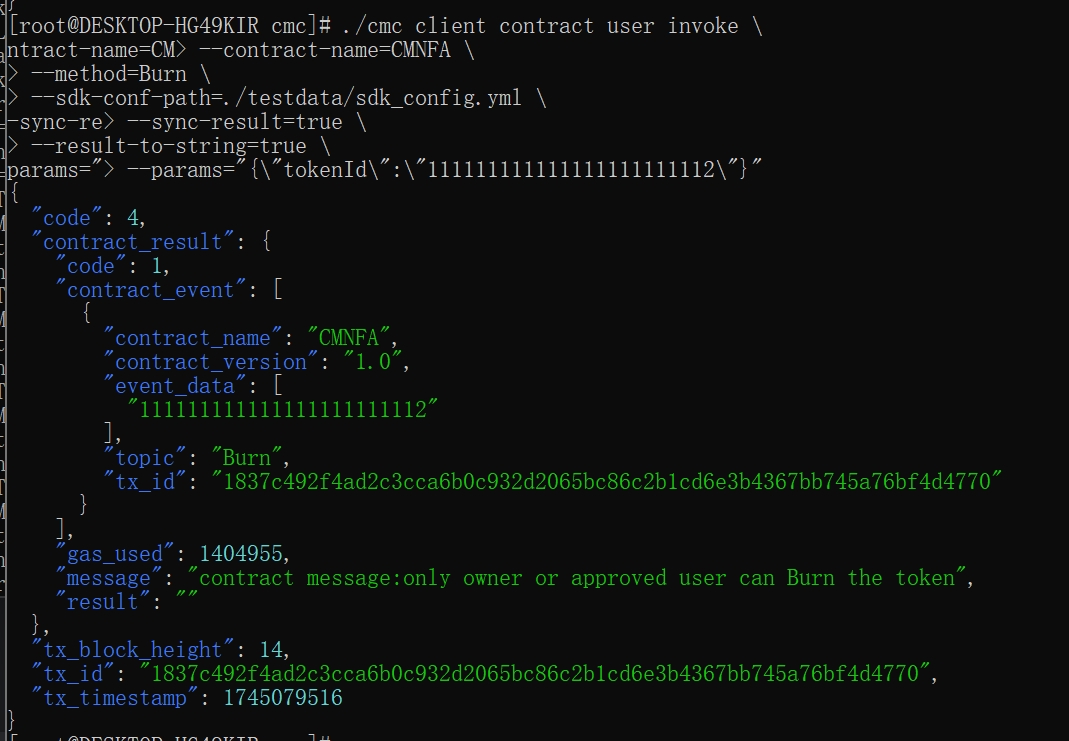 [root@DESKTOP-HG49KIR cmc]# ./cmc client contract user invoke \
ntract-name=CM> --contract-name=CMNFA \
> --method=Burn \
> --sdk-conf-path=./testdata/sdk_config.yml \
-sync-re> --sync-result=true \
> --result-to-string=true \
params="> --params="{\"tokenId\":\"111111111111111111111112\"}"
{
"code": 4,
"contract_result": {
"code": 1,
"contract_event": [
{
"contract_name": "CMNFA",
"contract_version": "1.0",
"event_data": [
"111111111111111111111112"
],
"topic": "Burn",
"tx_id": "1837c492f4ad2c3cca6b0c932d2065bc86c2b1cd6e3b4367bb745a76bf4d4770"
}
],
"gas_used": 1404955,
"message": "contract message:only owner or approved user can Burn the token",
"result": ""
},
"tx_block_height": 14,
"tx_id": "1837c492f4ad2c3cca6b0c932d2065bc86c2b1cd6e3b4367bb745a76bf4d4770",
"tx_timestamp": 1745079516
}